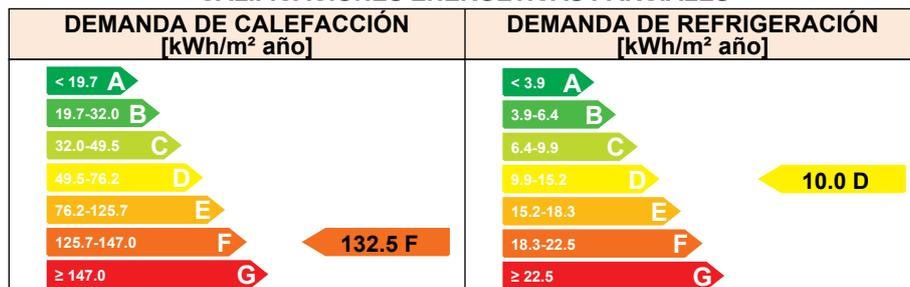 CALIFICACIONES ENERGÉTICAS PARCIALES
DEMANDA DE CALEFACCIÓN
[kWh/m² año]
DEMANDA DE REFRIGERACIÓN
[kWh/m² año]
< 19.7 A
19.7-32.0 B
32.0-49.5 C
49.5-76.2 D
76.2-125.7 E
125.7-147.0 F
≥ 147.0 G
132.5 F
< 3.9 A
3.9-6.4 B
6.4-9.9 C
9.9-15.2 D
15.2-18.3 E
18.3-22.5 F
≥ 22.5 G
10.0 D